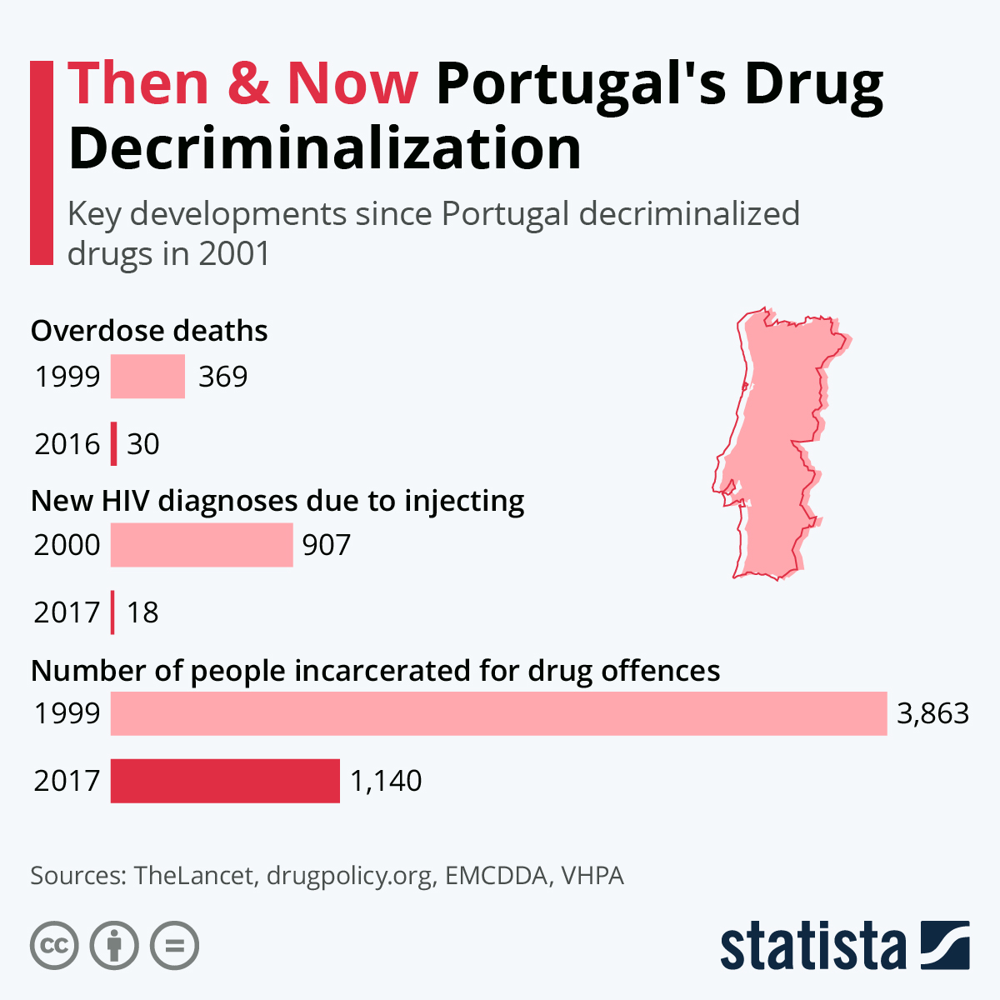 Then & Now Portugal's Drug
Decriminalization
Key developments since Portugal decriminalized
drugs in 2001
Overdose deaths
1999 369
2016 30
New HIV diagnoses due to injecting
2000 907
2017 18
Number of people incarcerated for drug offences
1999 3,863
2017 1,140
Sources: TheLancet, drugpolicy.org, EMCDDA, VHPA
cc =
statista